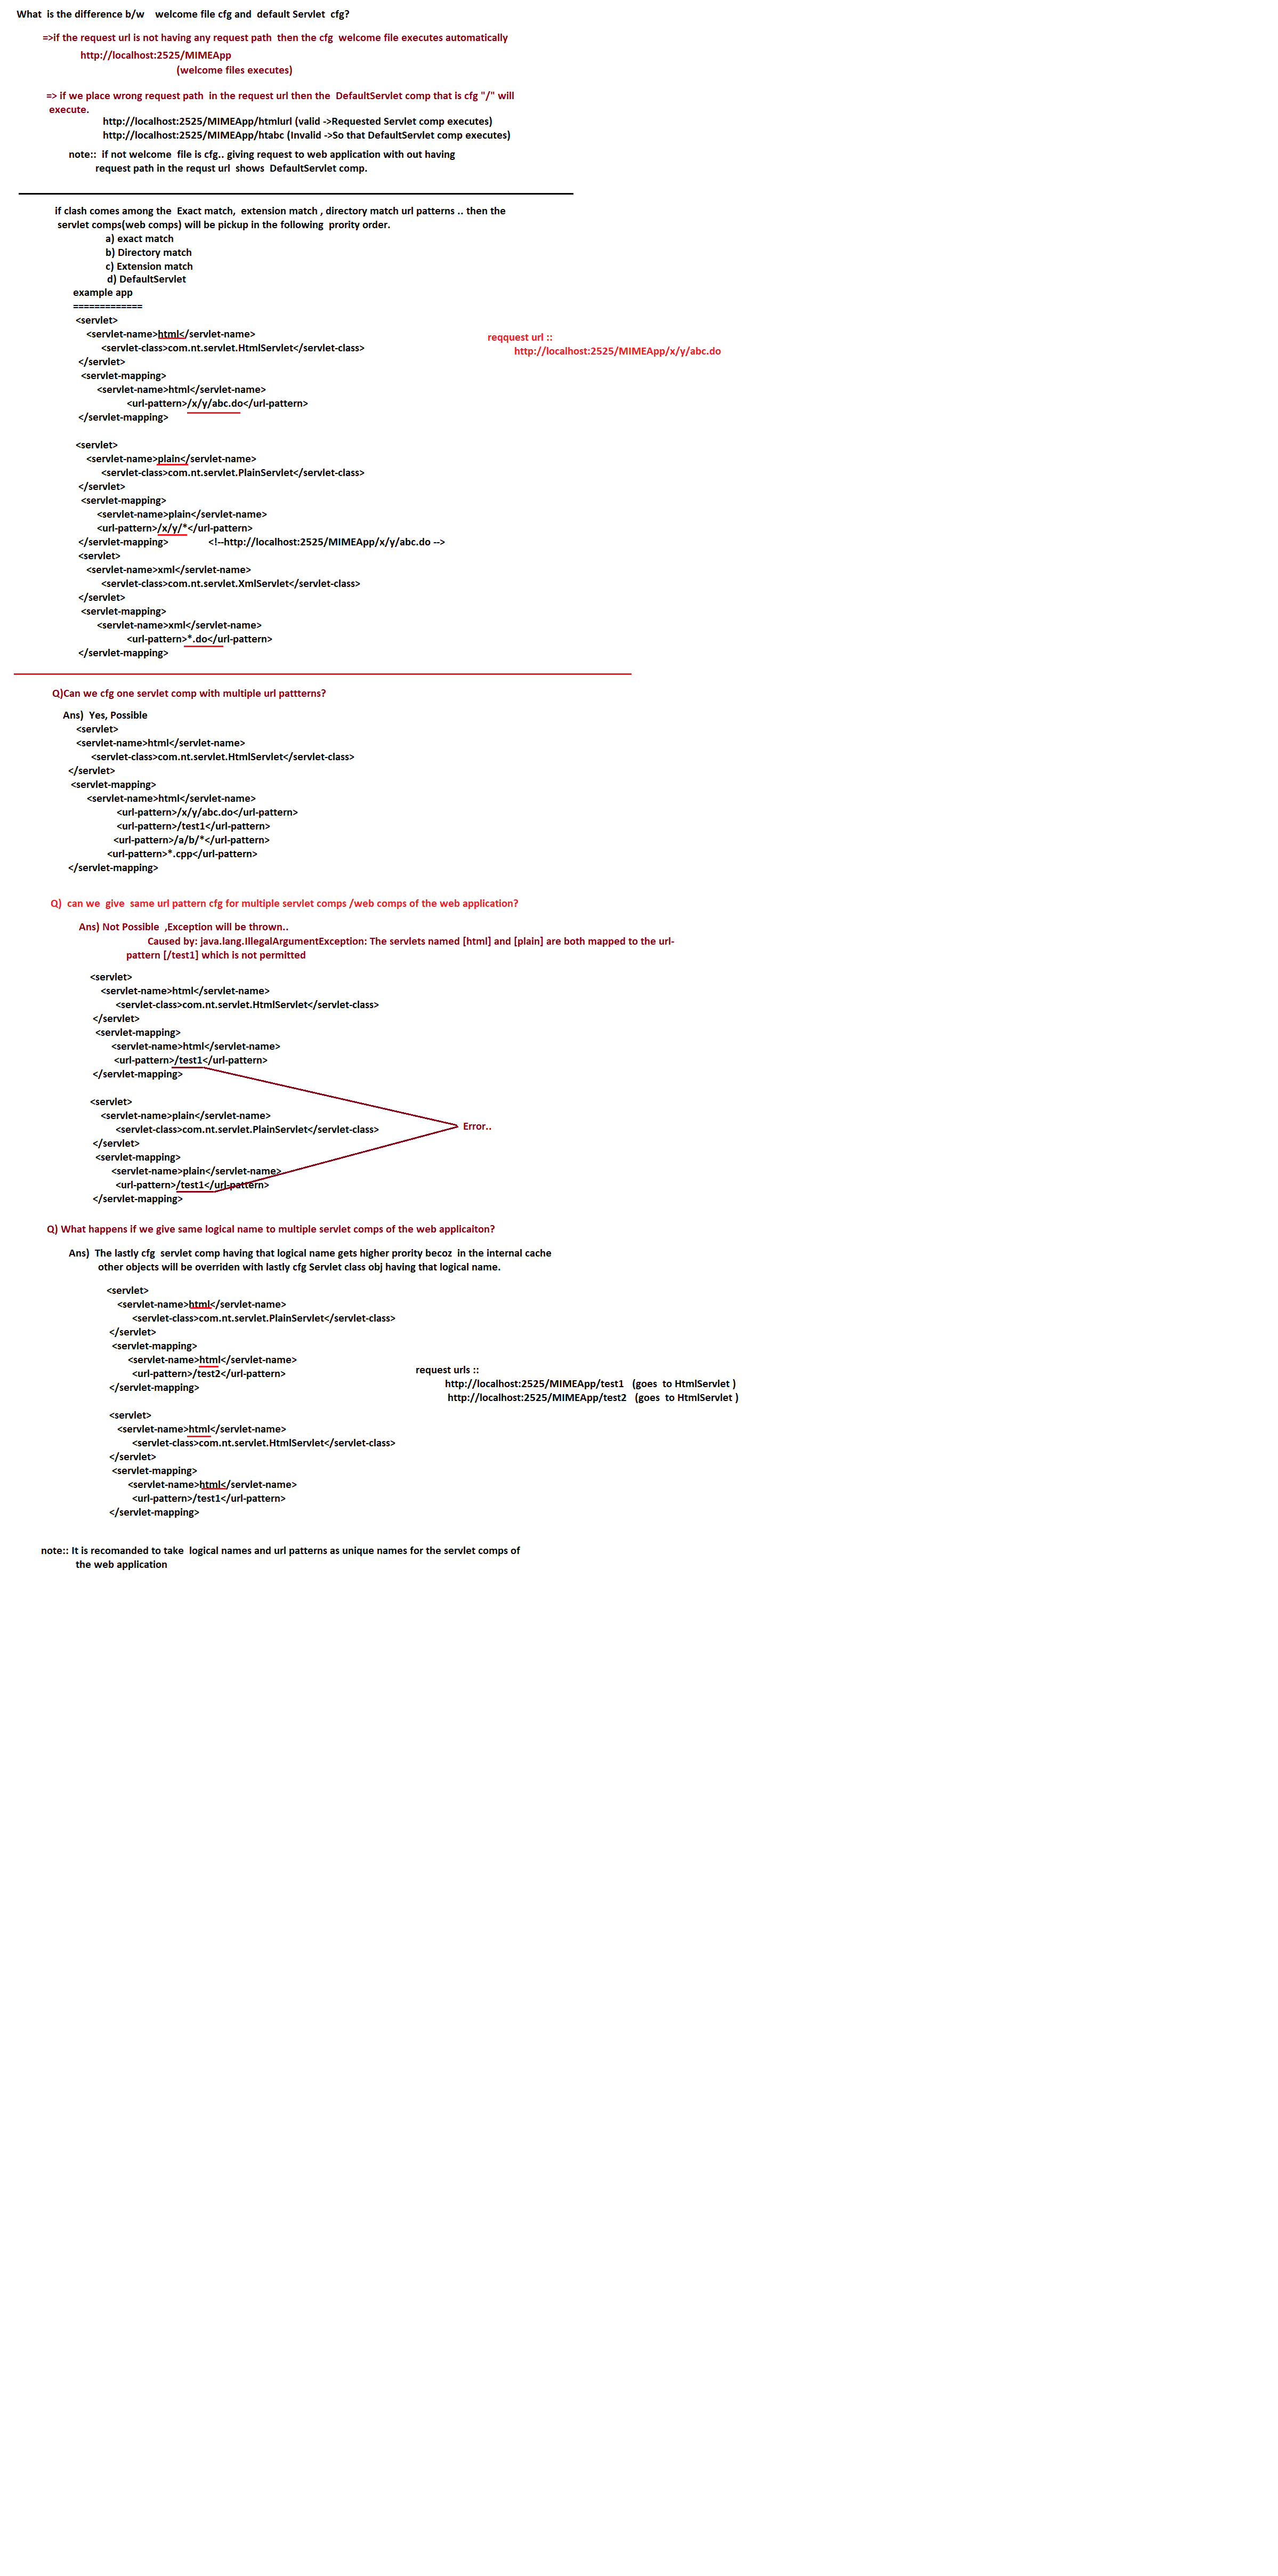 What  is the difference b/w    welcome file cfg and  default Servlet  cfg?
=>if the request url is not having any request path  then the cfg  welcome file executes automatically
http://localhost:2525/MIMEApp
(welcome files executes)
=> if we place wrong request path  in the request url then the  DefaultServlet comp that is cfg "/" will
execute.
http://localhost:2525/MIMEApp/htmlurl (valid ->Requested Servlet comp executes)
http://localhost:2525/MIMEApp/htabc (Invalid ->So that DefaultServlet comp executes)
note::  if not welcome  file is cfg.. giving request to web application with out having
request path in the requst url  shows  DefaultServlet comp.
if clash comes among the  Exact match,  extension match , directory match url patterns .. then the
servlet comps(web comps) will be pickup in the following  prority order.
a) exact match
b) Directory match
c) Extension match
d) DefaultServlet
example app
=============
<servlet>
<servlet-name>html</servlet-name>
reqquest url ::
<servlet-class>com.nt.servlet.HtmlServlet</servlet-class>
http://localhost:2525/MIMEApp/x/y/abc.do
</servlet>
<servlet-mapping>
<servlet-name>html</servlet-name>
<url-pattern>/x/y/abc.do</url-pattern>
</servlet-mapping>
<servlet>
<servlet-name>plain</servlet-name>
<servlet-class>com.nt.servlet.PlainServlet</servlet-class>
</servlet>
<servlet-mapping>
<servlet-name>plain</servlet-name>
<url-pattern>/x/y/*</url-pattern>
</servlet-mapping>              <!--http://localhost:2525/MIMEApp/x/y/abc.do -->
<servlet>
<servlet-name>xml</servlet-name>
<servlet-class>com.nt.servlet.XmlServlet</servlet-class>
</servlet>
<servlet-mapping>
<servlet-name>xml</servlet-name>
<url-pattern>*.do</url-pattern>
</servlet-mapping>
Q)Can we cfg one servlet comp with multiple url pattterns?
Ans)  Yes, Possible
<servlet>
<servlet-name>html</servlet-name>
<servlet-class>com.nt.servlet.HtmlServlet</servlet-class>
</servlet>
<servlet-mapping>
<servlet-name>html</servlet-name>
<url-pattern>/x/y/abc.do</url-pattern>
<url-pattern>/test1</url-pattern>
<url-pattern>/a/b/*</url-pattern>
<url-pattern>*.cpp</url-pattern>
</servlet-mapping>
Q)  can we  give  same url pattern cfg for multiple servlet comps /web comps of the web application?
Ans) Not Possible  ,Exception will be thrown..
Caused by: java.lang.IllegalArgumentException: The servlets named [html] and [plain] are both mapped to the url-
pattern [/test1] which is not permitted
<servlet>
<servlet-name>html</servlet-name>
<servlet-class>com.nt.servlet.HtmlServlet</servlet-class>
</servlet>
<servlet-mapping>
<servlet-name>html</servlet-name>
<url-pattern>/test1</url-pattern>
</servlet-mapping>
<servlet>
<servlet-name>plain</servlet-name>
<servlet-class>com.nt.servlet.PlainServlet</servlet-class>
Error..
</servlet>
<servlet-mapping>
<servlet-name>plain</servlet-name>
<url-pattern>/test1</url-pattern>
</servlet-mapping>
Q) What happens if we give same logical name to multiple servlet comps of the web applicaiton?
Ans)  The lastly cfg  servlet comp having that logical name gets higher prority becoz  in the internal cache
other objects will be overriden with lastly cfg Servlet class obj having that logical name.
<servlet>
<servlet-name>html</servlet-name>
<servlet-class>com.nt.servlet.PlainServlet</servlet-class>
</servlet>
<servlet-mapping>
<servlet-name>html</servlet-name>
<url-pattern>/test2</url-pattern>
</servlet-mapping>
request urls ::
http://localhost:2525/MIMEApp/test1   (goes  to HtmlServlet )
http://localhost:2525/MIMEApp/test2   (goes  to HtmlServlet )
<servlet>
<servlet-name>html</servlet-name>
<servlet-class>com.nt.servlet.HtmlServlet</servlet-class>
</servlet>
<servlet-mapping>
<servlet-name>html</servlet-name>
<url-pattern>/test1</url-pattern>
</servlet-mapping>
note:: It is recomanded to take  logical names and url patterns as unique names for the servlet comps of
the web application